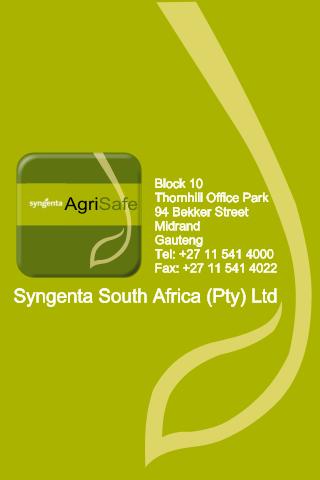 syngenta AgriSafe
Block 10
Thornhill Office Park
94 Bekker Street
Midrand
Gauteng
Tel: +27 11 541 4000
Fax: +27 11 541 4022
Syngenta South Africa (Pty) Ltd